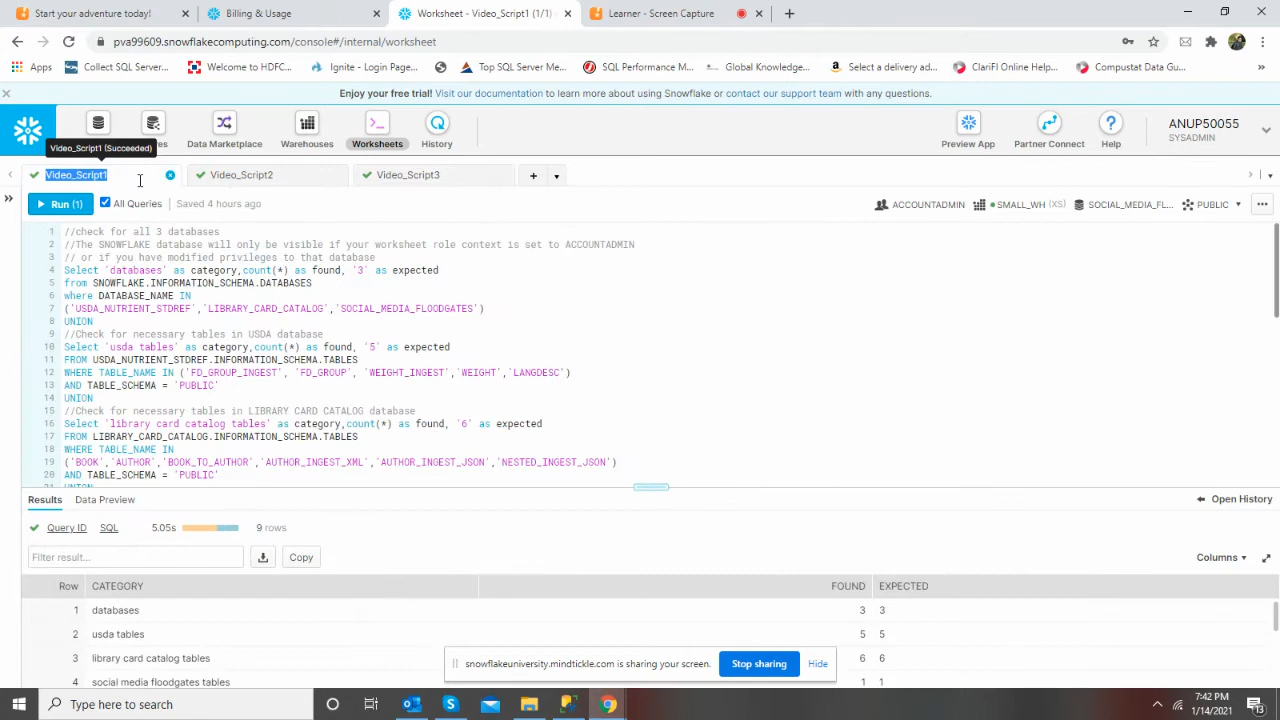 Start your adventure today!
Billing & Usage
Worksheet - Video_Script1 (1/1)
Learner - Screen Capture
pva99609.snowflakecomputing.com/console#/internal/worksheet
Apps
Collect SQL Server...
Welcome to HDFC...
Ignite - Login Page...
Top SQL Server Me...
SQL Performance M...
Global Knowledge...
Select a delivery ad...
ClariFI Online Help...
Compustat Data Gu...
Enjoy your free trial! Visit our documentation to learn more about using Snowflake or contact our support team with any questions.
Data Marketplace
Warehouses
Worksheets
History
Preview App
Partner Connect
Help
ANUP50055
SYSADMIN
Video_Script1 (Succeeded)
Video_Script1
Video_Script2
Video_Script3
Run (1)
All Queries
Saved 4 hours ago
ACCOUNTADMIN
SMALL_WH (XS)
SOCIAL_MEDIA_FL...
PUBLIC
1 //check for all 3 databases
2 //The SNOWFLAKE database will only be visible if your worksheet role context is set to ACCOUNTADMIN
3 // or if you have modified privileges to that database
4 Select 'databases' as category,count(*) as found, '3' as expected
5 from SNOWFLAKE.INFORMATION_SCHEMA.DATABASES
6 where DATABASE_NAME IN
7 ('USDA_NUTRIENT_STDREF','LIBRARY_CARD_CATALOG','SOCIAL_MEDIA_FLOODGATES')
8 UNION
9 //Check for necessary tables in USDA database
10 Select 'usda tables' as category,count(*) as found, '5' as expected
11 FROM USDA_NUTRIENT_STDREF.INFORMATION_SCHEMA.TABLES
12 WHERE TABLE_NAME IN ('FD_GROUP_INGEST', 'FD_GROUP', 'WEIGHT_INGEST','WEIGHT','LANGDESC')
13 AND TABLE_SCHEMA = 'PUBLIC'
14 UNION
15 //Check for necessary tables in LIBRARY CARD CATALOG database
16 Select 'library card catalog tables' as category,count(*) as found, '6' as expected
17 FROM LIBRARY_CARD_CATALOG.INFORMATION_SCHEMA.TABLES
18 WHERE TABLE_NAME IN
19 ('BOOK','AUTHOR','BOOK_TO_AUTHOR','AUTHOR_INGEST_XML','AUTHOR_INGEST_JSON','NESTED_INGEST_JSON')
20 AND TABLE_SCHEMA = 'PUBLIC'
Results
Data Preview
Open History
Query ID
SQL
5.05s
9 rows
Filter result...
Copy
Columns
Row CATEGORY FOUND EXPECTED
1 databases 3 3
2 usda tables 5 5
3 library card catalog tables 6 6
4 social media floodgates tables 1 1
snowflakeuniversity.mindtickle.com is sharing your screen.
Stop sharing
Hide
Type here to search
7:42 PM
1/14/2021
13